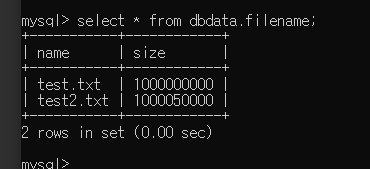 mysql> select * from dbdata.filename;
+-----------+------------+
| name      | size       |
+-----------+------------+
| test.txt  | 1000000000 |
| test2.txt | 1000050000 |
+-----------+------------+
2 rows in set (0.00 sec)
mysql>